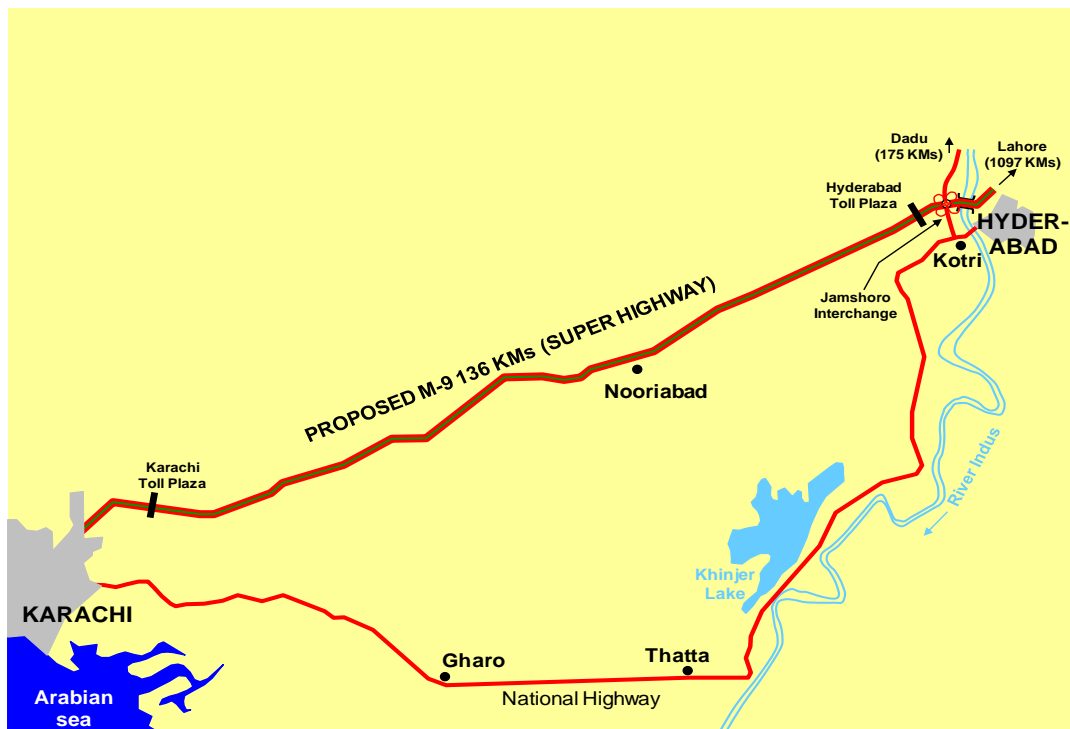 Dadu
(175 KMs)
Lahore
(1097 KMs)
Hyderabad
Toll Plaza
HYDER-
ABAD
Kotri
Jamshoro
Interchange
PROPOSED M-9 136 KMs (SUPER HIGHWAY)
Nooriabad
Karachi
Toll Plaza
River Indus
Khinjer
Lake
KARACHI
Gharo
Thatta
National Highway
Arabian
sea